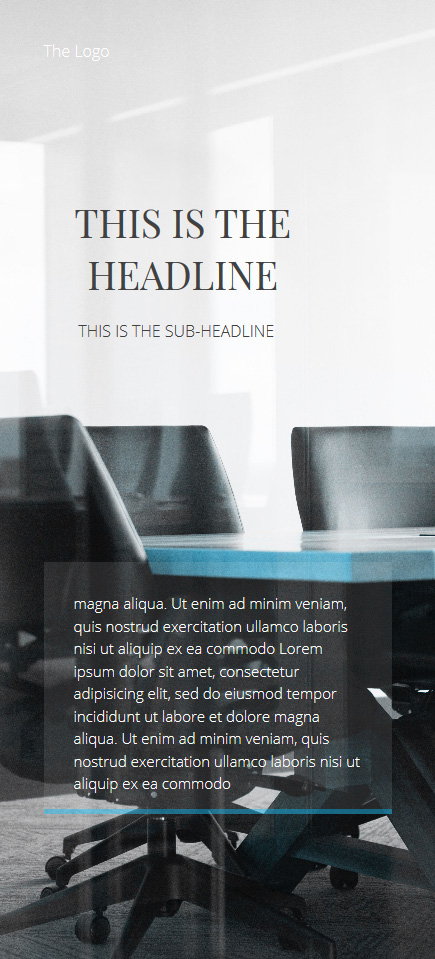 The Logo
THIS IS THE
HEADLINE
THIS IS THE SUB-HEADLINE
magna aliqua. Ut enim ad minim veniam,
quis nostrud exercitation ullamco laboris
nisi ut aliquip ex ea commodo Lorem
ipsum dolor sit amet, consectetur
adipisicing elit, sed do eiusmod tempor
incididunt ut labore et dolore magna
aliqua. Ut enim ad minim veniam, quis
nostrud exercitation ullamco laboris nisi ut
aliquip ex ea commodo